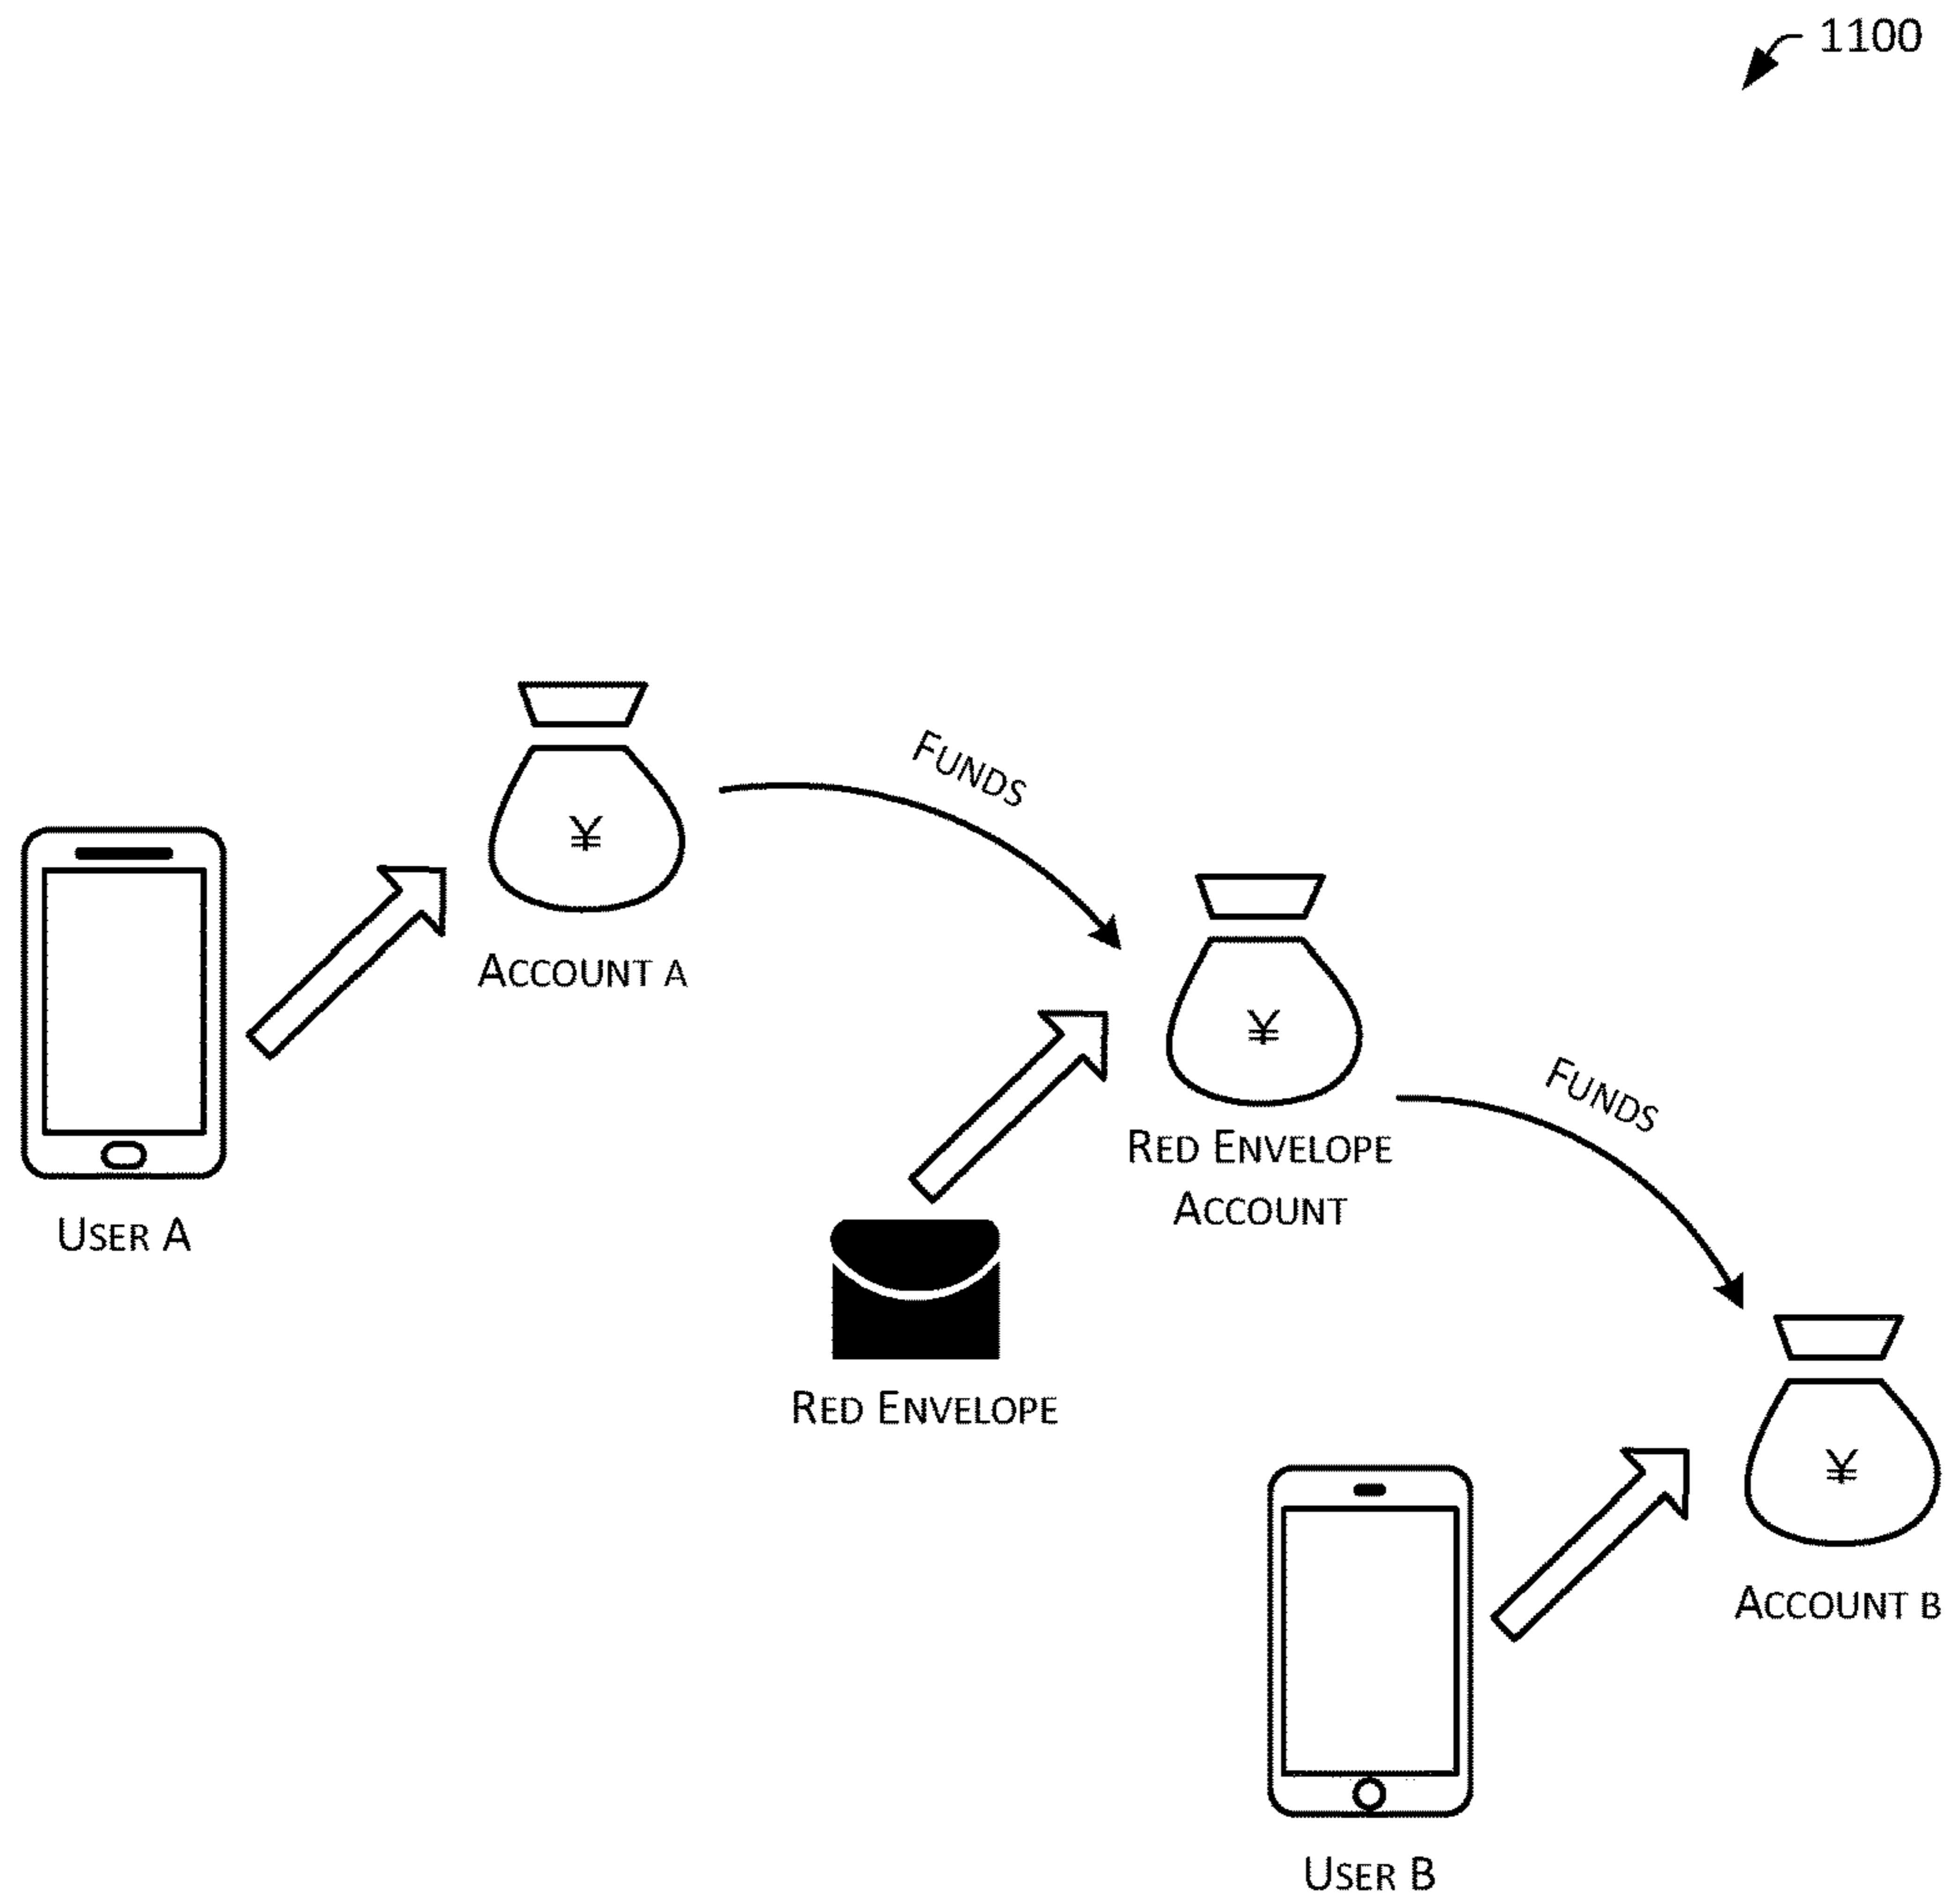 1100
FUNDS
¥
ACCOUNT A
FUNDS
¥
RED ENVELOPE
ACCOUNT
USER A
RED ENVELOPE
¥
ACCOUNT B
USER B